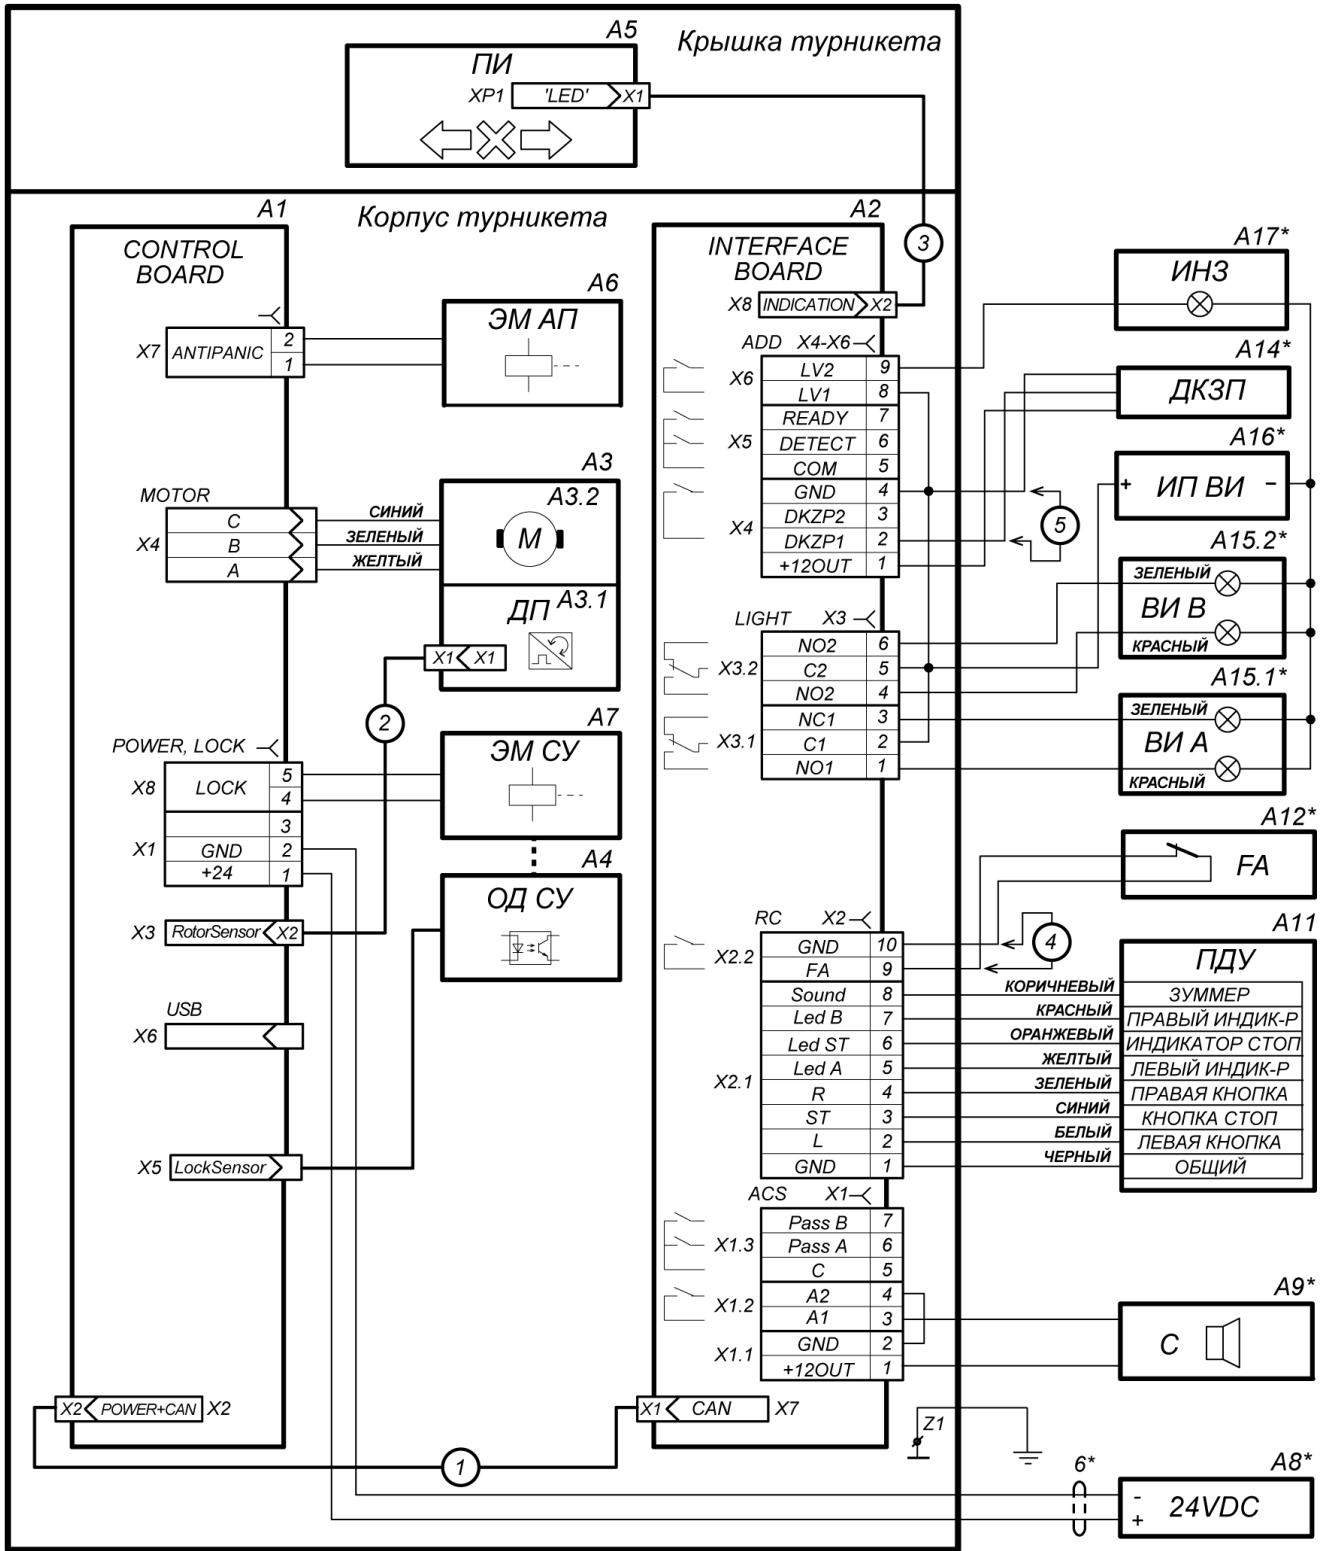 A5
Крышка турникета
ПИ
XP1 'LED' X1
A1
Корпус турникета
A2
3
CONTROL
BOARD
INTERFACE
BOARD
A17*
ИНЗ
A6
X8 INDICATION X2
ЭМ АП
X7 ANTIPANIC 2
1
ADD X4-X6
A14*
ДКЗП
X6 LV2 9
LV1 8
READY 7
X5 DETECT 6
COM 5
GND 4
X4 DKZP2 3
DKZP1 2
+12OUT 1
A16*
+ ИП ВИ -
5
A3
A3.2
MOTOR
X4 C СИНИЙ
B ЗЕЛЕНЫЙ
A ЖЕЛТЫЙ
M
A3.1
ДП
X1 X1
2
A15.2*
ЗЕЛЕНЫЙ
ВИ В
КРАСНЫЙ
LIGHT X3
X3.2 NO2 6
C2 5
NO2 4
X3.1 NC1 3
C1 2
NO1 1
A15.1*
ЗЕЛЕНЫЙ
ВИ А
КРАСНЫЙ
A7
POWER, LOCK
ЭМ СУ
X8 LOCK 5
4
3
X1 GND 2
+24 1
A4
ОД СУ
A12*
FA
X3 RotorSensor X2
RC X2
X2.2 GND 10
FA 9
4
A11
ПДУ
USB
X6
X2.1 Sound 8 КОРИЧНЕВЫЙ ЗУММЕР
Led B 7 КРАСНЫЙ ПРАВЫЙ ИНДИК-Р
Led ST 6 ОРАНЖЕВЫЙ ИНДИКАТОР СТОП
Led A 5 ЖЕЛТЫЙ ЛЕВЫЙ ИНДИК-Р
R 4 ЗЕЛЕНЫЙ ПРАВАЯ КНОПКА
ST 3 СИНИЙ КНОПКА СТОП
L 2 БЕЛЫЙ ЛЕВАЯ КНОПКА
GND 1 ЧЕРНЫЙ ОБЩИЙ
X5 LockSensor
ACS X1
X1.3 Pass B 7
Pass A 6
C 5
X1.2 A2 4
A1 3
X1.1 GND 2
+12OUT 1
A9*
C
X2 POWER+CAN X2
X1 CAN X7
Z1
1
6*
A8*
-
+
24VDC